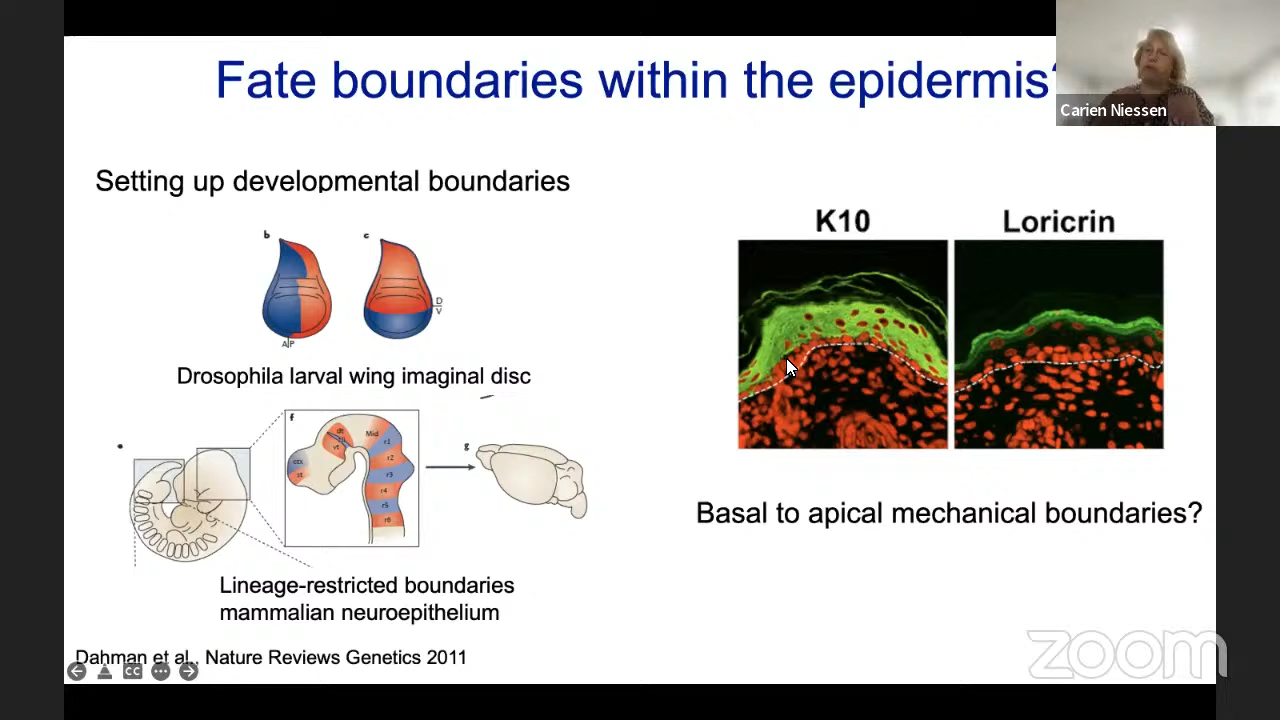 Fate boundaries within the epidermis?
Carien Niessen
Setting up developmental boundaries
b
c
D
V
A P
Drosophila larval wing imaginal disc
K10
Loricrin
f
g
Mid
r1
r2
r3
r4
r5
r6
Basal to apical mechanical boundaries?
Lineage-restricted boundaries
mammalian neuroepithelium
Dahman et al., Nature Reviews Genetics 2011
CC
zoom